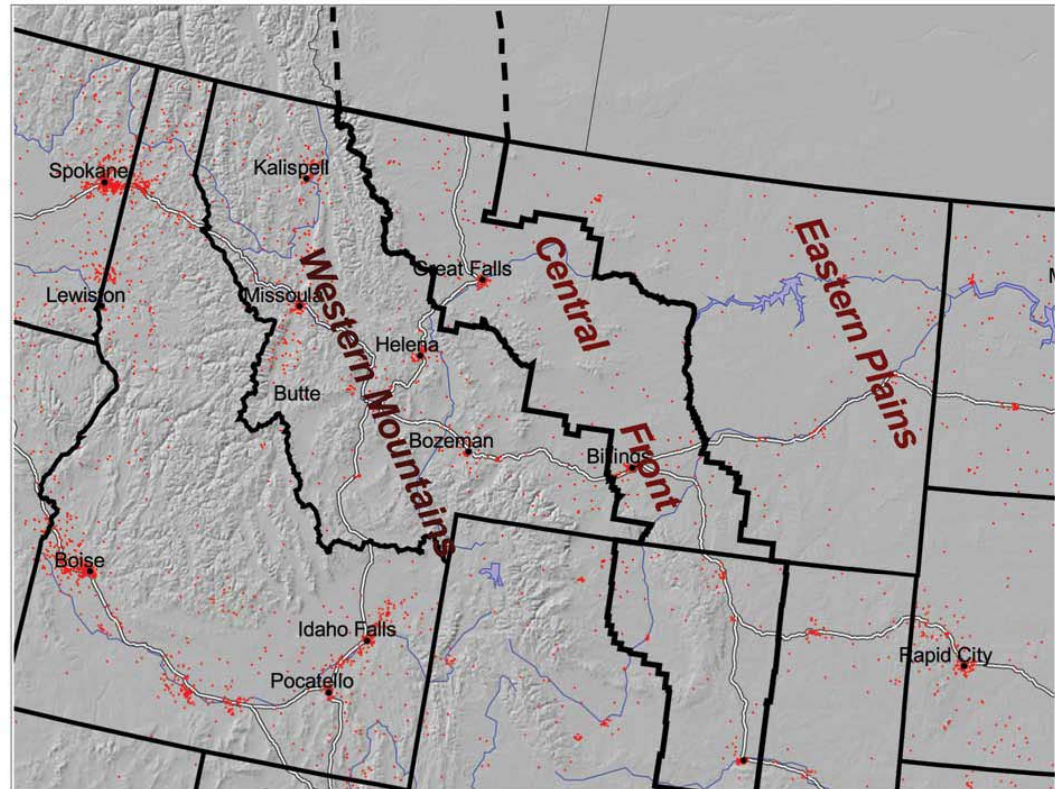 Spokane
Kalispell
Lewiston
Missoula
Great Falls
Helena
Butte
Bozeman
Billings
Boise
Idaho Falls
Pocatello
Rapid City
Western Mountains
Central
Front
Eastern Plains
M